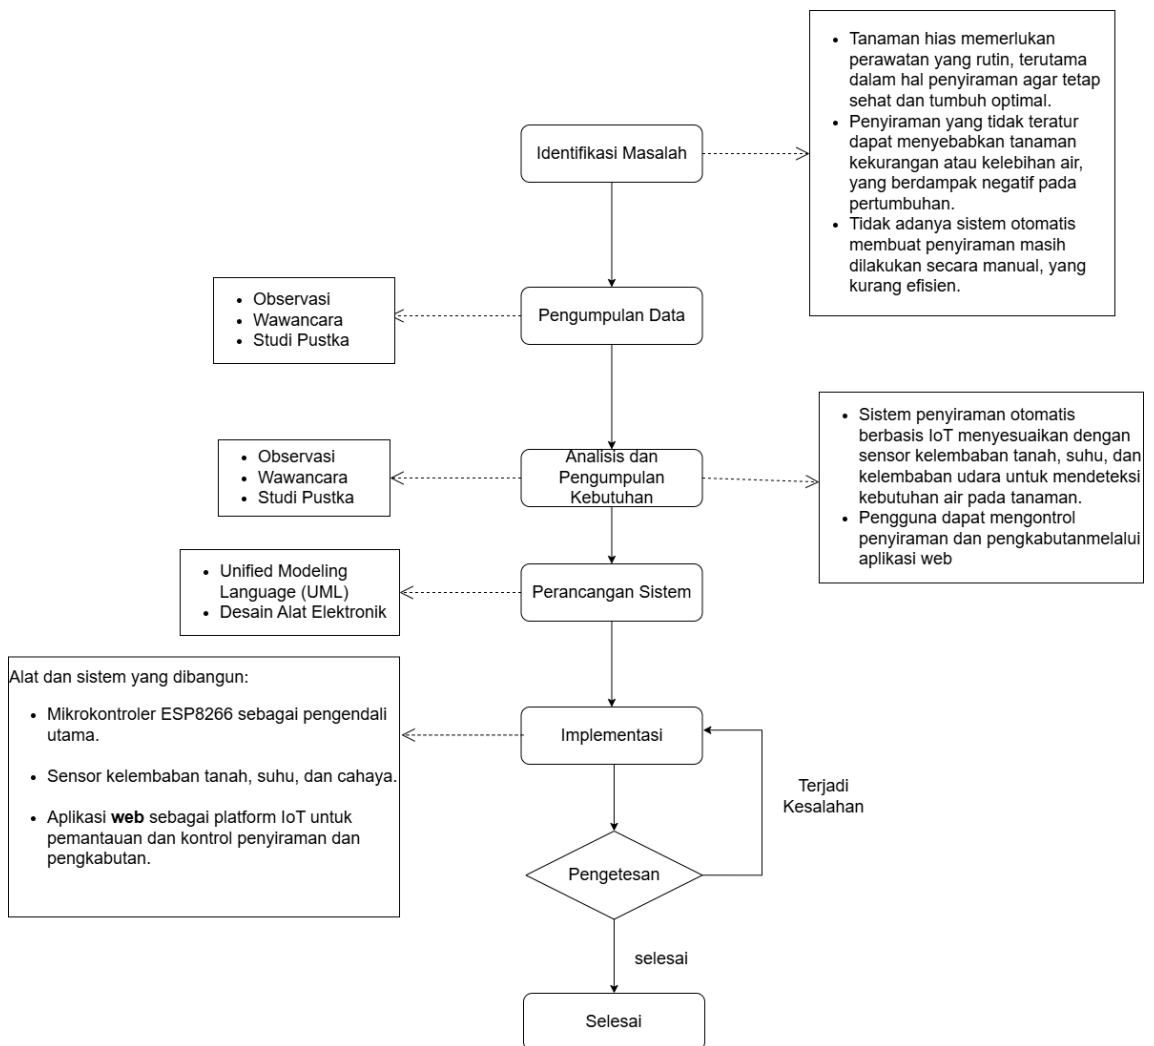 Identifikasi Masalah
• Tanaman hias memerlukan
perawatan yang rutin, terutama
dalam hal penyiraman agar tetap
sehat dan tumbuh optimal.
• Penyiraman yang tidak teratur
dapat menyebabkan tanaman
kekurangan atau kelebihan air,
yang berdampak negatif pada
pertumbuhan.
• Tidak adanya sistem otomatis
membuat penyiraman masih
dilakukan secara manual, yang
kurang efisien.
• Observasi
• Wawancara
• Studi Pustka
Pengumpulan Data
• Observasi
• Wawancara
• Studi Pustka
Analisis dan
Pengumpulan
Kebutuhan
• Sistem penyiraman otomatis
berbasis IoT menyesuaikan dengan
sensor kelembaban tanah, suhu, dan
kelembaban udara untuk mendeteksi
kebutuhan air pada tanaman.
• Pengguna dapat mengontrol
penyiraman dan pengkabutanmelalui
aplikasi web
• Unified Modeling
Language (UML)
• Desain Alat Elektronik
Perancangan Sistem
Alat dan sistem yang dibangun:
• Mikrokontroler ESP8266 sebagai pengendali
utama.
• Sensor kelembaban tanah, suhu, dan cahaya.
• Aplikasi web sebagai platform IoT untuk
pemantauan dan kontrol penyiraman dan
pengkabutan.
Implementasi
Terjadi
Kesalahan
Pengetesan
selesai
Selesai